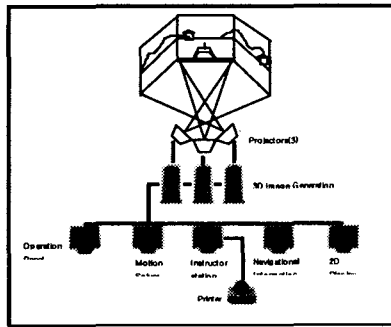 Projectors(3)
3D Image Generation
Operation
Motion
Instructor
station
Navigational
2D
Printer